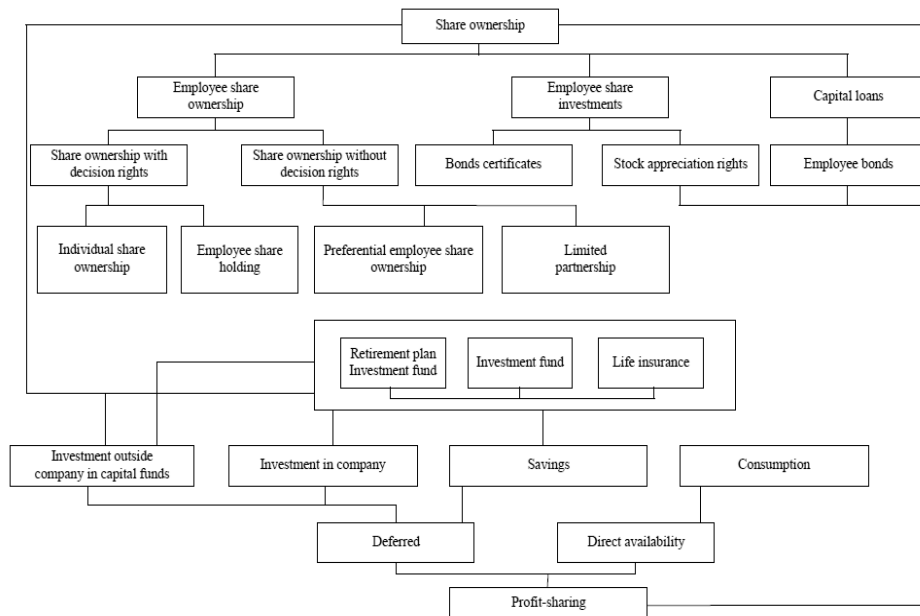 Share ownership
Employee share
ownership
Employee share
investments
Capital loans
Share ownership with
decision rights
Share ownership without
decision rights
Bonds certificates
Stock appreciation rights
Employee bonds
Individual share
ownership
Employee share
holding
Preferential employee share
ownership
Limited
partnership
Retirement plan
Investment fund
Investment fund
Life insurance
Investment outside
company in capital funds
Investment in company
Savings
Consumption
Deferred
Direct availability
Profit-sharing